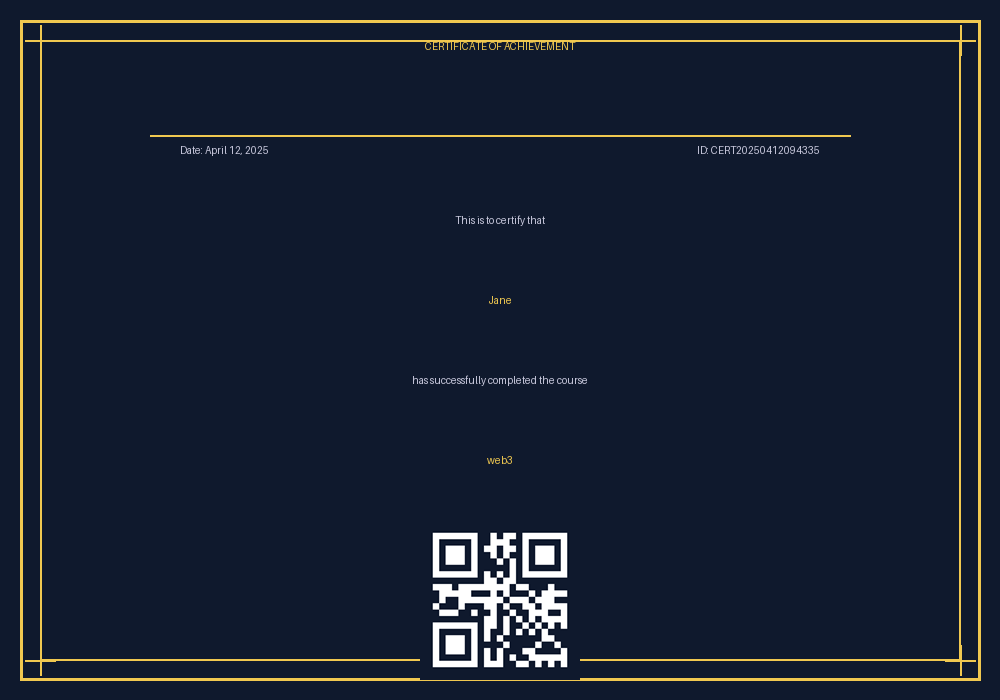 CERTIFICATE OF ACHIEVEMENT
Date: April 12, 2025
ID: CERT20250412094335
This is to certify that
Jane
has successfully completed the course
web3